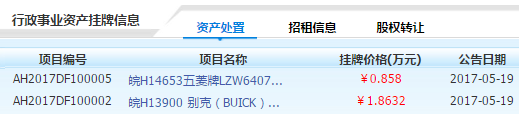 行政事业资产挂牌信息
资产处置 招租信息 股权转让
项目编号 项目名称 挂牌价格(万元) 公告日期
AH2017DF100005 皖H14653五菱牌LZW6407... ￥0.858 2017-05-19
AH2017DF100002 皖H13900 别克（BUICK）... ￥1.8632 2017-05-19